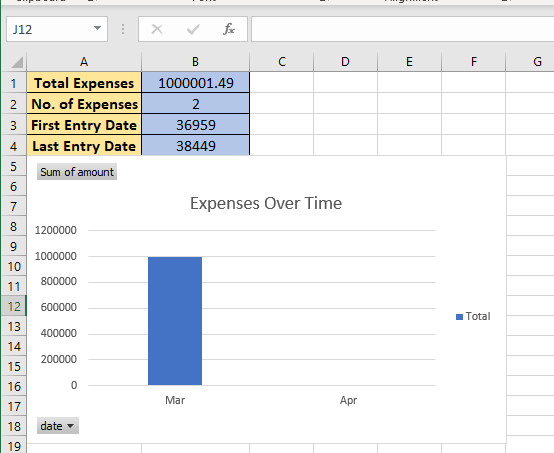 J12 fx
A B C D E F G
1 Total Expenses 1000001.49
2 No. of Expenses 2
3 First Entry Date 36959
4 Last Entry Date 38449
5
Sum of amount
6
7 Expenses Over Time
8 1200000
9
10 1000000
11 800000
12 600000
13 400000
Total
14
15 200000
16 0
17 Mar Apr
18 date
19